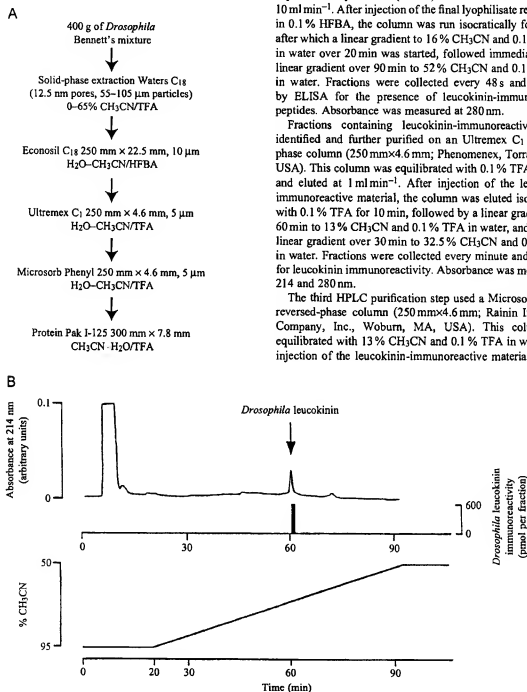 A
400 g of Drosophila
Bennett's mixture
Solid-phase extraction Waters C18
(12.5 nm pores, 55–105 µm particles)
0–65% CH3CN/TFA
Econosil C18 250 mm × 22.5 mm, 10 µm
H2O–CH3CN/HFBA
Ultremex C1 250 mm × 4.6 mm, 5 µm
H2O–CH3CN/TFA
Microsorb Phenyl 250 mm × 4.6 mm, 5 µm
H2O–CH3CN/TFA
Protein Pak I-125 300 mm × 7.8 mm
CH3CN–H2O/TFA
10 ml min−1. After injection of the final lyophilisate re
in 0.1 % HFBA, the column was run isocratically fo
after which a linear gradient to 16 % CH3CN and 0.1
in water over 20 min was started, followed immedia
linear gradient over 90 min to 52 % CH3CN and 0.1
in water. Fractions were collected every 48 s and
by ELISA for the presence of leucokinin-immun
peptides. Absorbance was measured at 280 nm.
Fractions containing leucokinin-immunoreactiv
identified and further purified on an Ultremex C1
phase column (250 mm×4.6 mm; Phenomenex, Torr
USA). This column was equilibrated with 0.1 % TFA
and eluted at 1 ml min−1. After injection of the le
immunoreactive material, the column was eluted iso
with 0.1 % TFA for 10 min, followed by a linear grad
60 min to 13 % CH3CN and 0.1 % TFA in water, and
linear gradient over 30 min to 32.5 % CH3CN and 0
in water. Fractions were collected every minute and
for leucokinin immunoreactivity. Absorbance was me
214 and 280 nm.
The third HPLC purification step used a Microso
reversed-phase column (250 mm×4.6 mm; Rainin I
Company, Inc., Woburn, MA, USA). This col
equilibrated with 13 % CH3CN and 0.1 % TFA in w
injection of the leucokinin-immunoreactive materia
B
Absorbance at 214 nm
(arbitrary units)
0.1
0
Drosophila leucokinin
600
0
Drosophila leucokinin
immunoreactivity
(pmol per fraction)
0 30 60 90
% CH3CN
50
95
0 20 30 60 90
Time (min)